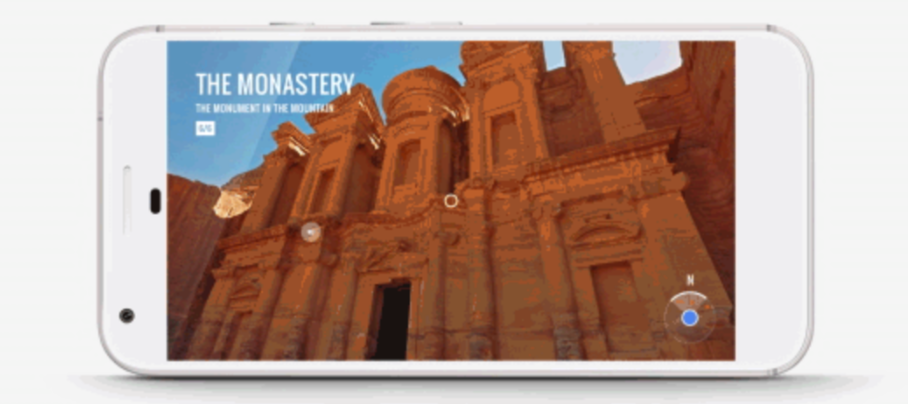 THE MONASTERY
THE MONUMENT IN THE MOUNTAIN
N